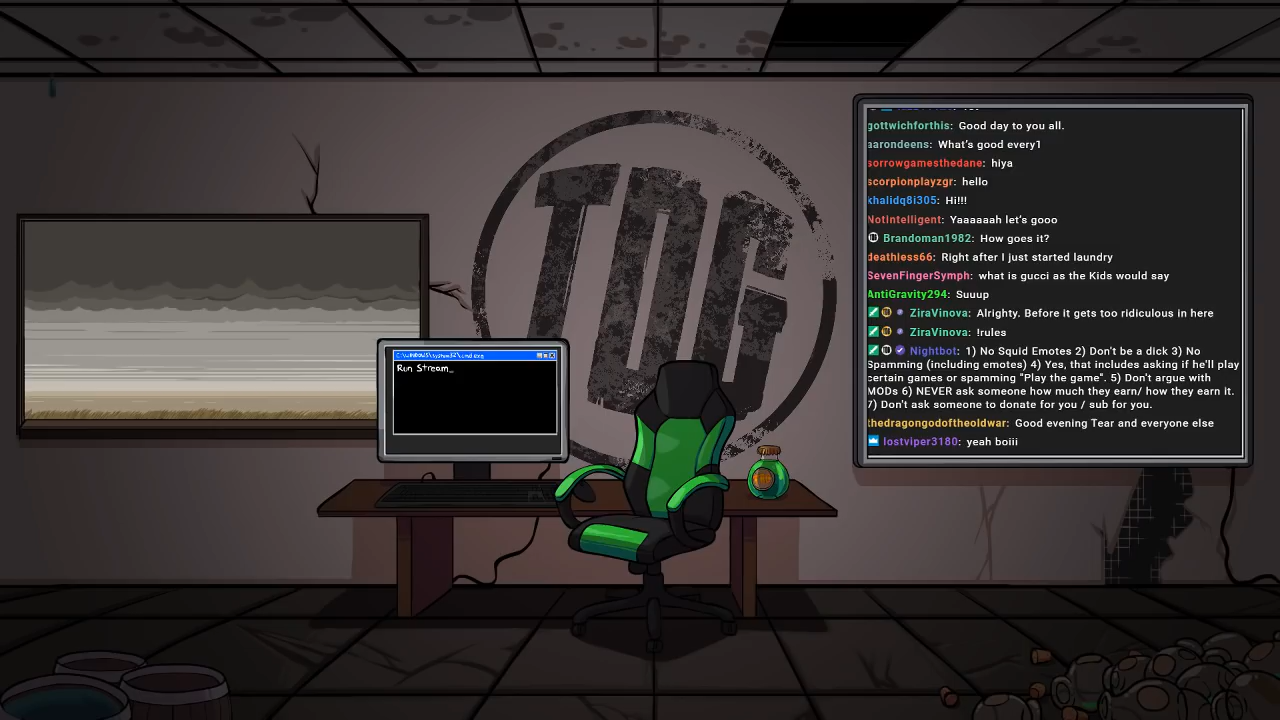 TOG
gottwichforthis: Good day to you all.
aarondeens: What's good every1
sorrowgamesthedane: hiya
scorpionplayzgr: hello
khalidq8i305: Hi!!!
NotIntelligent: Yaaaaaah let's gooo
Brandoman1982: How goes it?
deathless66: Right after I just started laundry
SevenFingerSymph: what is gucci as the Kids would say
AntiGravity294: Suuup
ZiraVinova: Alrighty. Before it gets too ridiculous in here
ZiraVinova: !rules
Nightbot: 1) No Squid Emotes 2) Don't be a dick 3) No
Spamming (including emotes) 4) Yes, that includes asking if he'll play
certain games or spamming "Play the game". 5) Don't argue with
MODs 6) NEVER ask someone how much they earn/ how they earn it.
7) Don't ask someone to donate for you / sub for you.
thedragongodoftheoldwar: Good evening Tear and everyone else
lostviper3180: yeah boiii
C:\Windows\system32\cmd.exe
Run Stream_